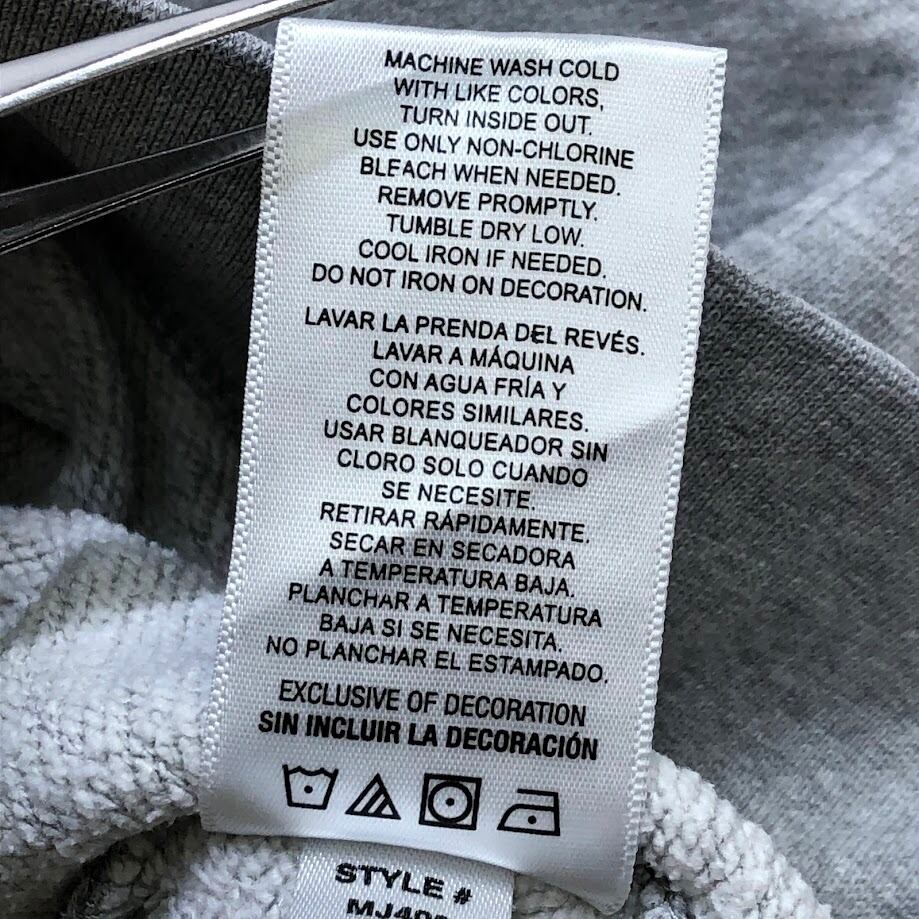 MACHINE WASH COLD
WITH LIKE COLORS,
TURN INSIDE OUT.
USE ONLY NON-CHLORINE
BLEACH WHEN NEEDED.
REMOVE PROMPTLY.
TUMBLE DRY LOW.
COOL IRON IF NEEDED.
DO NOT IRON ON DECORATION.
LAVAR LA PRENDA DEL REVÉS.
LAVAR A MÁQUINA
CON AGUA FRÍA Y
COLORES SIMILARES.
USAR BLANQUEADOR SIN
CLORO SOLO CUANDO
SE NECESITE.
RETIRAR RÁPIDAMENTE.
SECAR EN SECADORA
A TEMPERATURA BAJA.
PLANCHAR A TEMPERATURA
BAJA SI SE NECESITA.
NO PLANCHAR EL ESTAMPADO.
EXCLUSIVE OF DECORATION
SIN INCLUIR LA DECORACIÓN
STYLE #